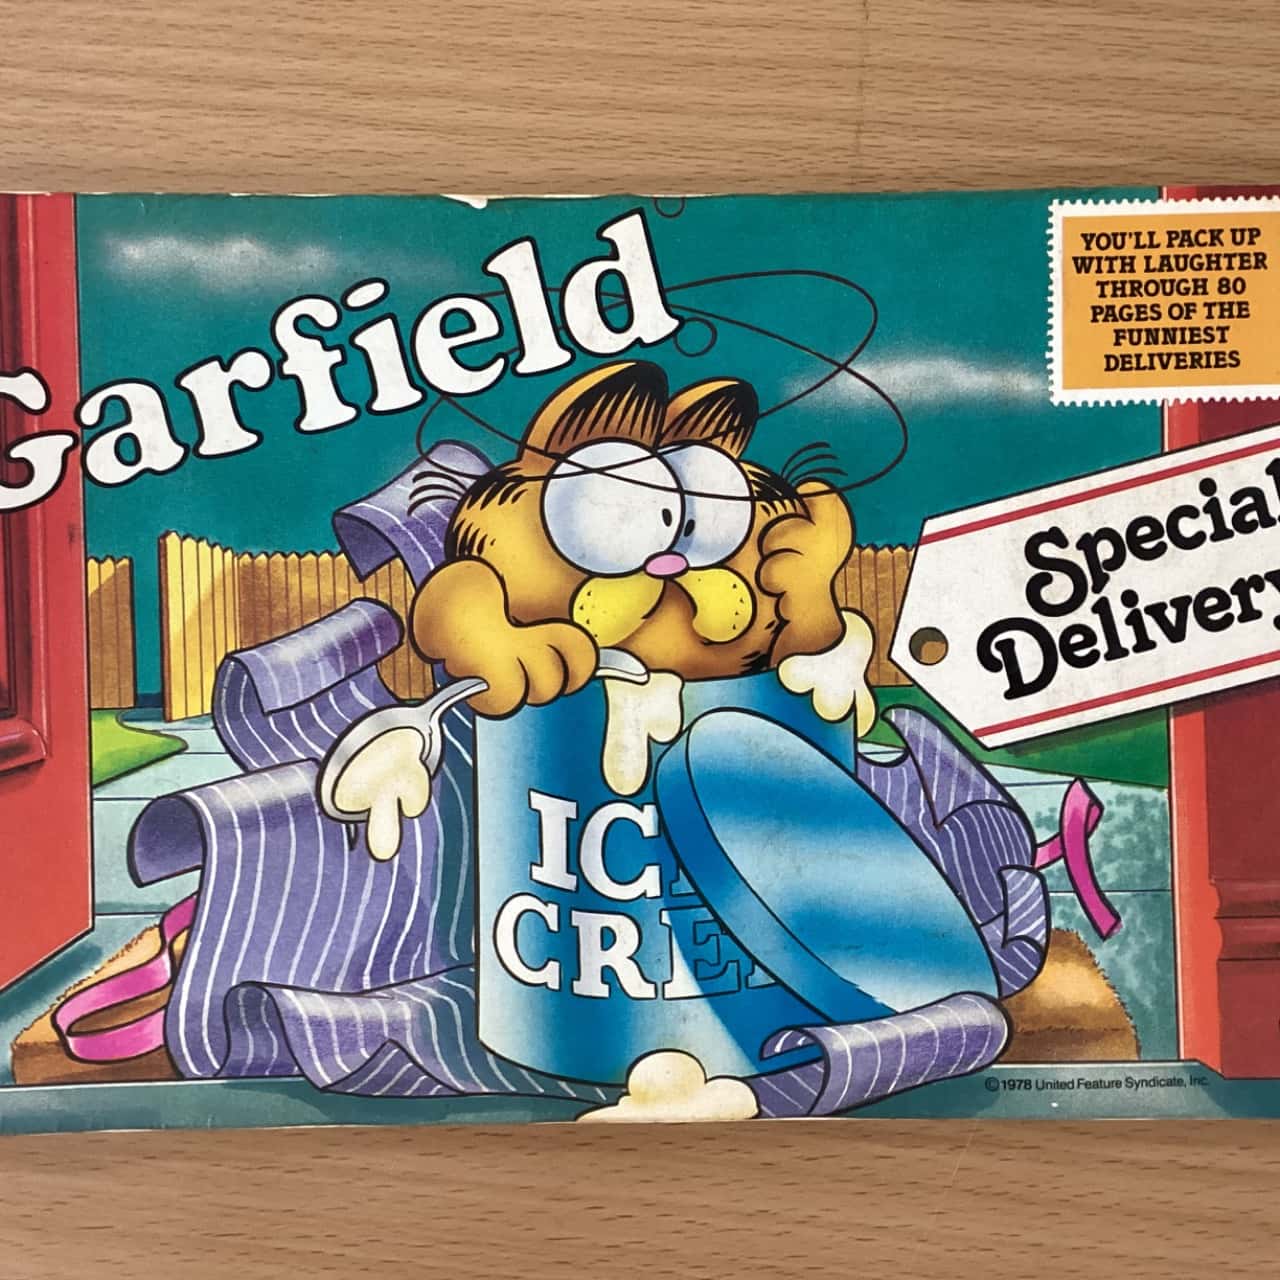 Garfield
YOU'LL PACK UP
WITH LAUGHTER
THROUGH 80
PAGES OF THE
FUNNIEST
DELIVERIES
Special
Delivery
IC
CRE
© 1978 United Feature Syndicate, Inc.